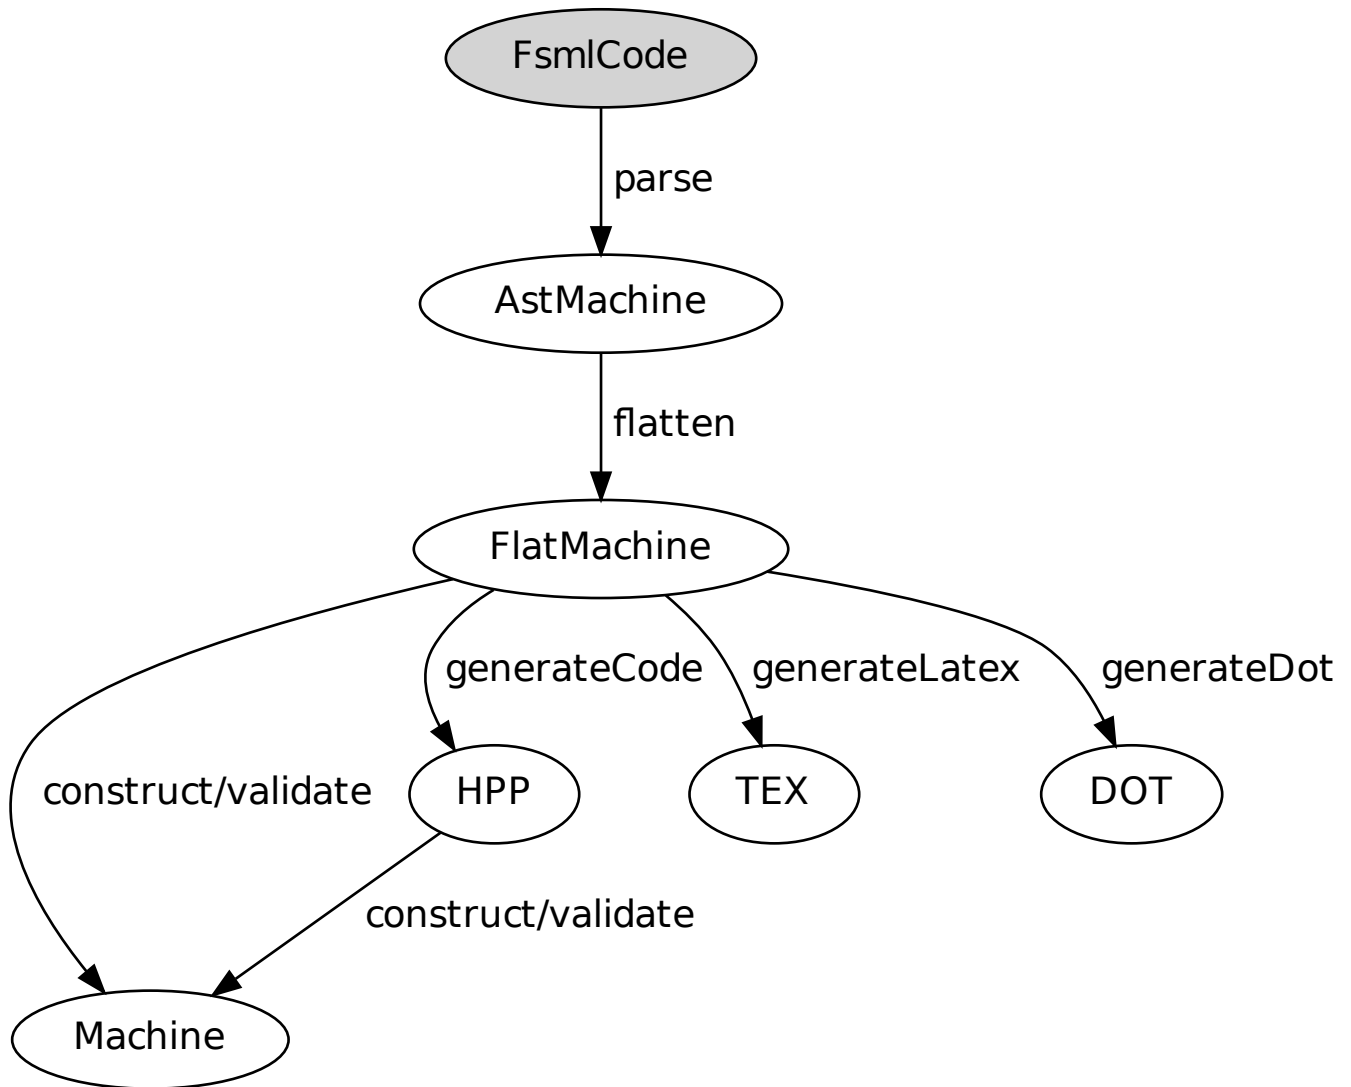 FsmlCode
parse
AstMachine
flatten
FlatMachine
generateCode
generateLatex
generateDot
construct/validate
HPP
TEX
DOT
construct/validate
Machine